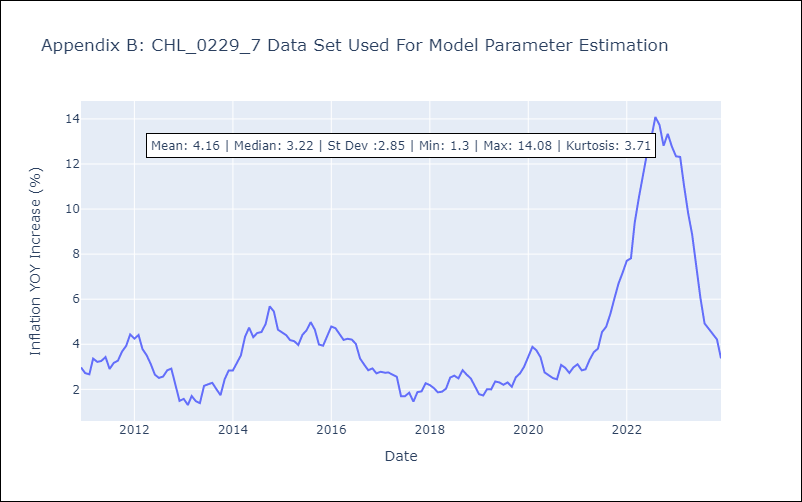 Appendix B: CHL_0229_7 Data Set Used For Model Parameter Estimation
14
Mean: 4.16 | Median: 3.22 | St Dev :2.85 | Min: 1.3 | Max: 14.08 | Kurtosis: 3.71
12
10
8
6
4
2
Inflation YOY Increase (%)
2012 2014 2016 2018 2020 2022
Date